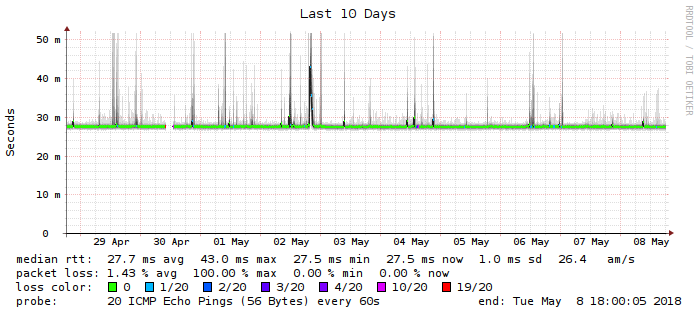 Last 10 Days
RRDTOOL / TOBI OETIKER
Seconds
50 m
40 m
30 m
20 m
10 m
0
29 Apr 30 Apr 01 May 02 May 03 May 04 May 05 May 06 May 07 May 08 May
median rtt: 27.7 ms avg 43.0 ms max 27.5 ms min 27.5 ms now 1.0 ms sd 26.4 am/s
packet loss: 1.43 % avg 100.00 % max 0.00 % min 0.00 % now
loss color: 0 1/20 2/20 3/20 4/20 10/20 19/20
probe: 20 ICMP Echo Pings (56 Bytes) every 60s end: Tue May 8 18:00:05 2018